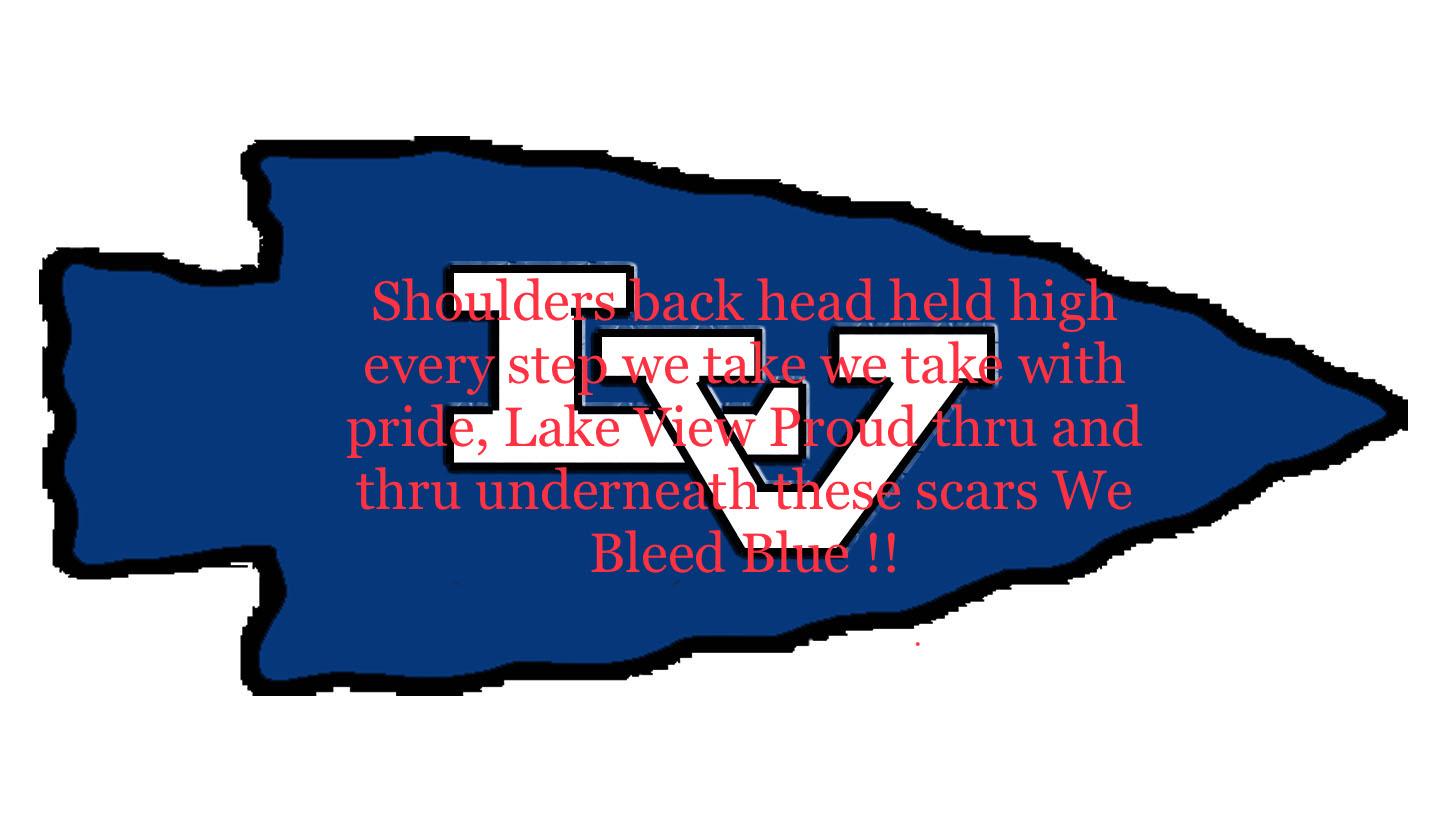 LV
Shoulders back head held high
every step we take we take with
pride, Lake View Proud thru and
thru underneath these scars We
Bleed Blue !!